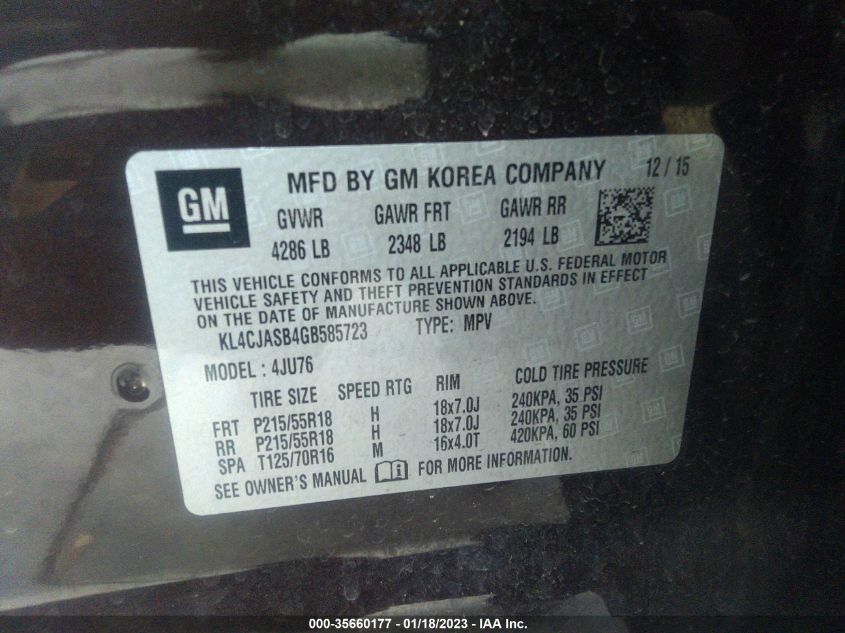 GM
MFD BY GM KOREA COMPANY 12 / 15
GVWR GAWR FRT GAWR RR
4286 LB 2348 LB 2194 LB
THIS VEHICLE CONFORMS TO ALL APPLICABLE U.S. FEDERAL MOTOR
VEHICLE SAFETY AND THEFT PREVENTION STANDARDS IN EFFECT
ON THE DATE OF MANUFACTURE SHOWN ABOVE.
KL4CJASB4GB585723 TYPE: MPV
MODEL : 4JU76
TIRE SIZE SPEED RTG RIM COLD TIRE PRESSURE
FRT P215/55R18 H 18x7.0J 240KPA, 35 PSI
RR P215/55R18 H 18x7.0J 240KPA, 35 PSI
SPA T125/70R16 M 16x4.0T 420KPA, 60 PSI
SEE OWNER'S MANUAL i FOR MORE INFORMATION.
000-35660177 - 01/18/2023 - IAA Inc.